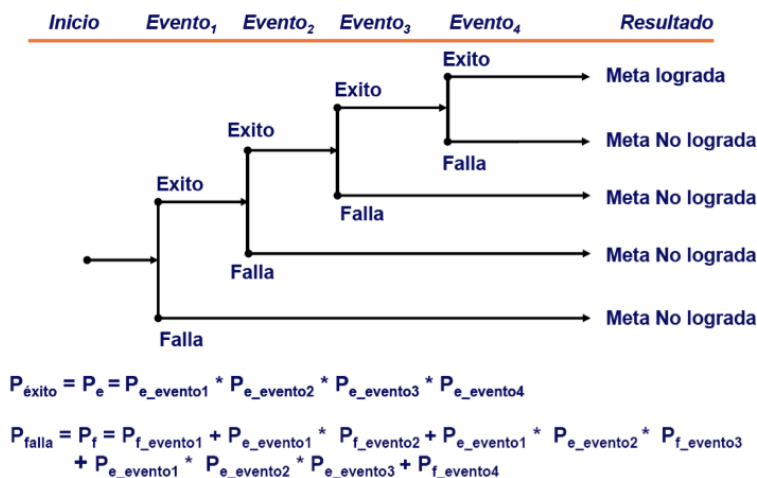 Inicio Evento1 Evento2 Evento3 Evento4 Resultado
Exito Meta lograda
Exito
Exito Meta No lograda
Falla
Exito Meta No lograda
Falla
Meta No lograda
Falla
Meta No lograda
Falla
Péxito = Pe = Pe_evento1 * Pe_evento2 * Pe_evento3 * Pe_evento4
Pfalla = Pf = Pf_evento1 + Pe_evento1 * Pf_evento2 + Pe_evento1 * Pe_evento2 * Pf_evento3
+ Pe_evento1 * Pe_evento2 * Pe_evento3 + Pf_evento4